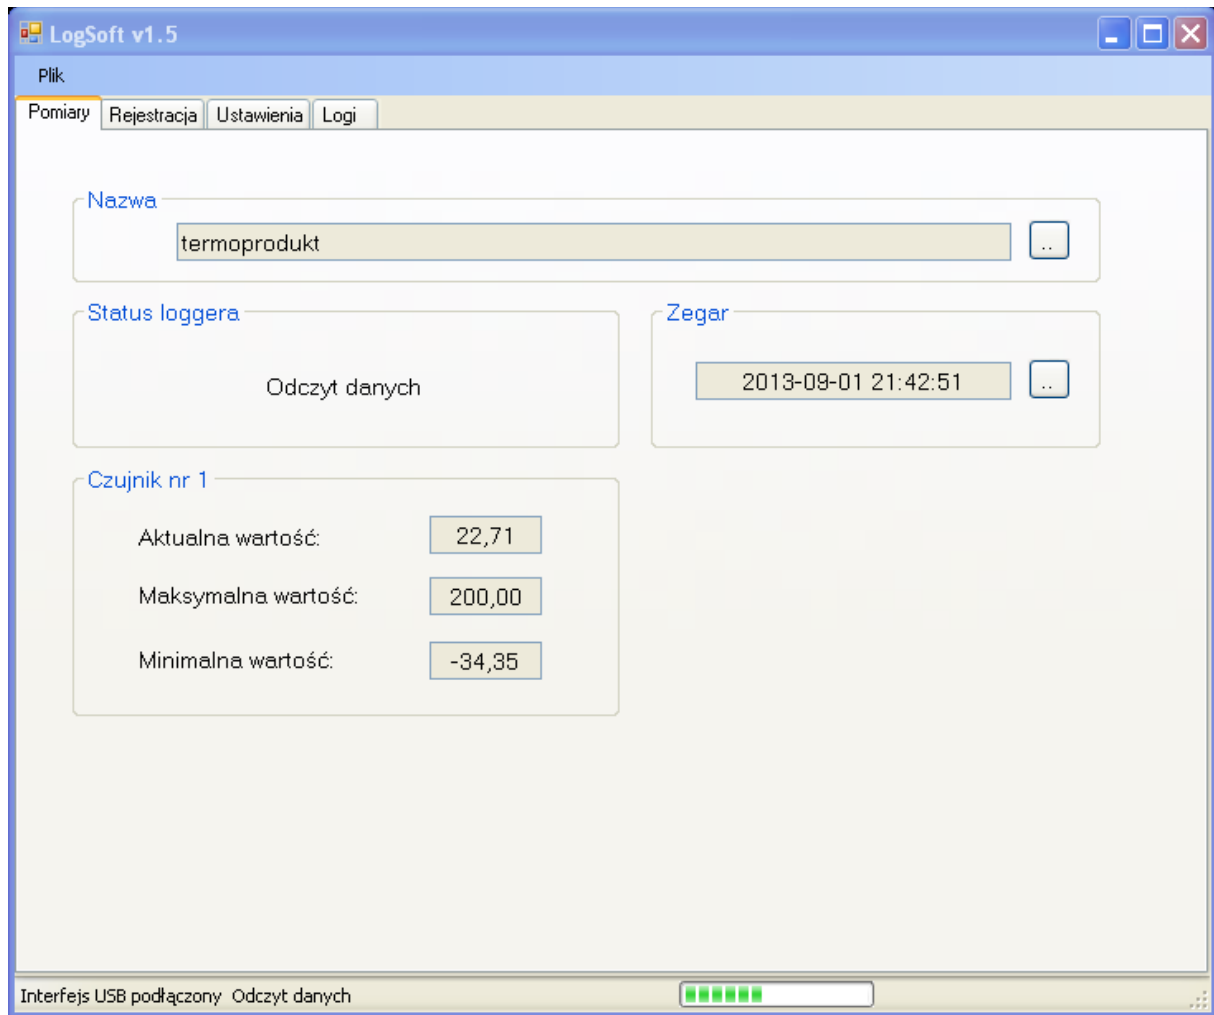 LogSoft v1.5
Plik
Pomiary Rejestracja Ustawienia Logi
Nazwa
termoprodukt ..
Status loggera
Odczyt danych
Zegar
2013-09-01 21:42:51 ..
Czujnik nr 1
Aktualna wartość: 22,71
Maksymalna wartość: 200,00
Minimalna wartość: -34,35
Interfejs USB podłączony Odczyt danych